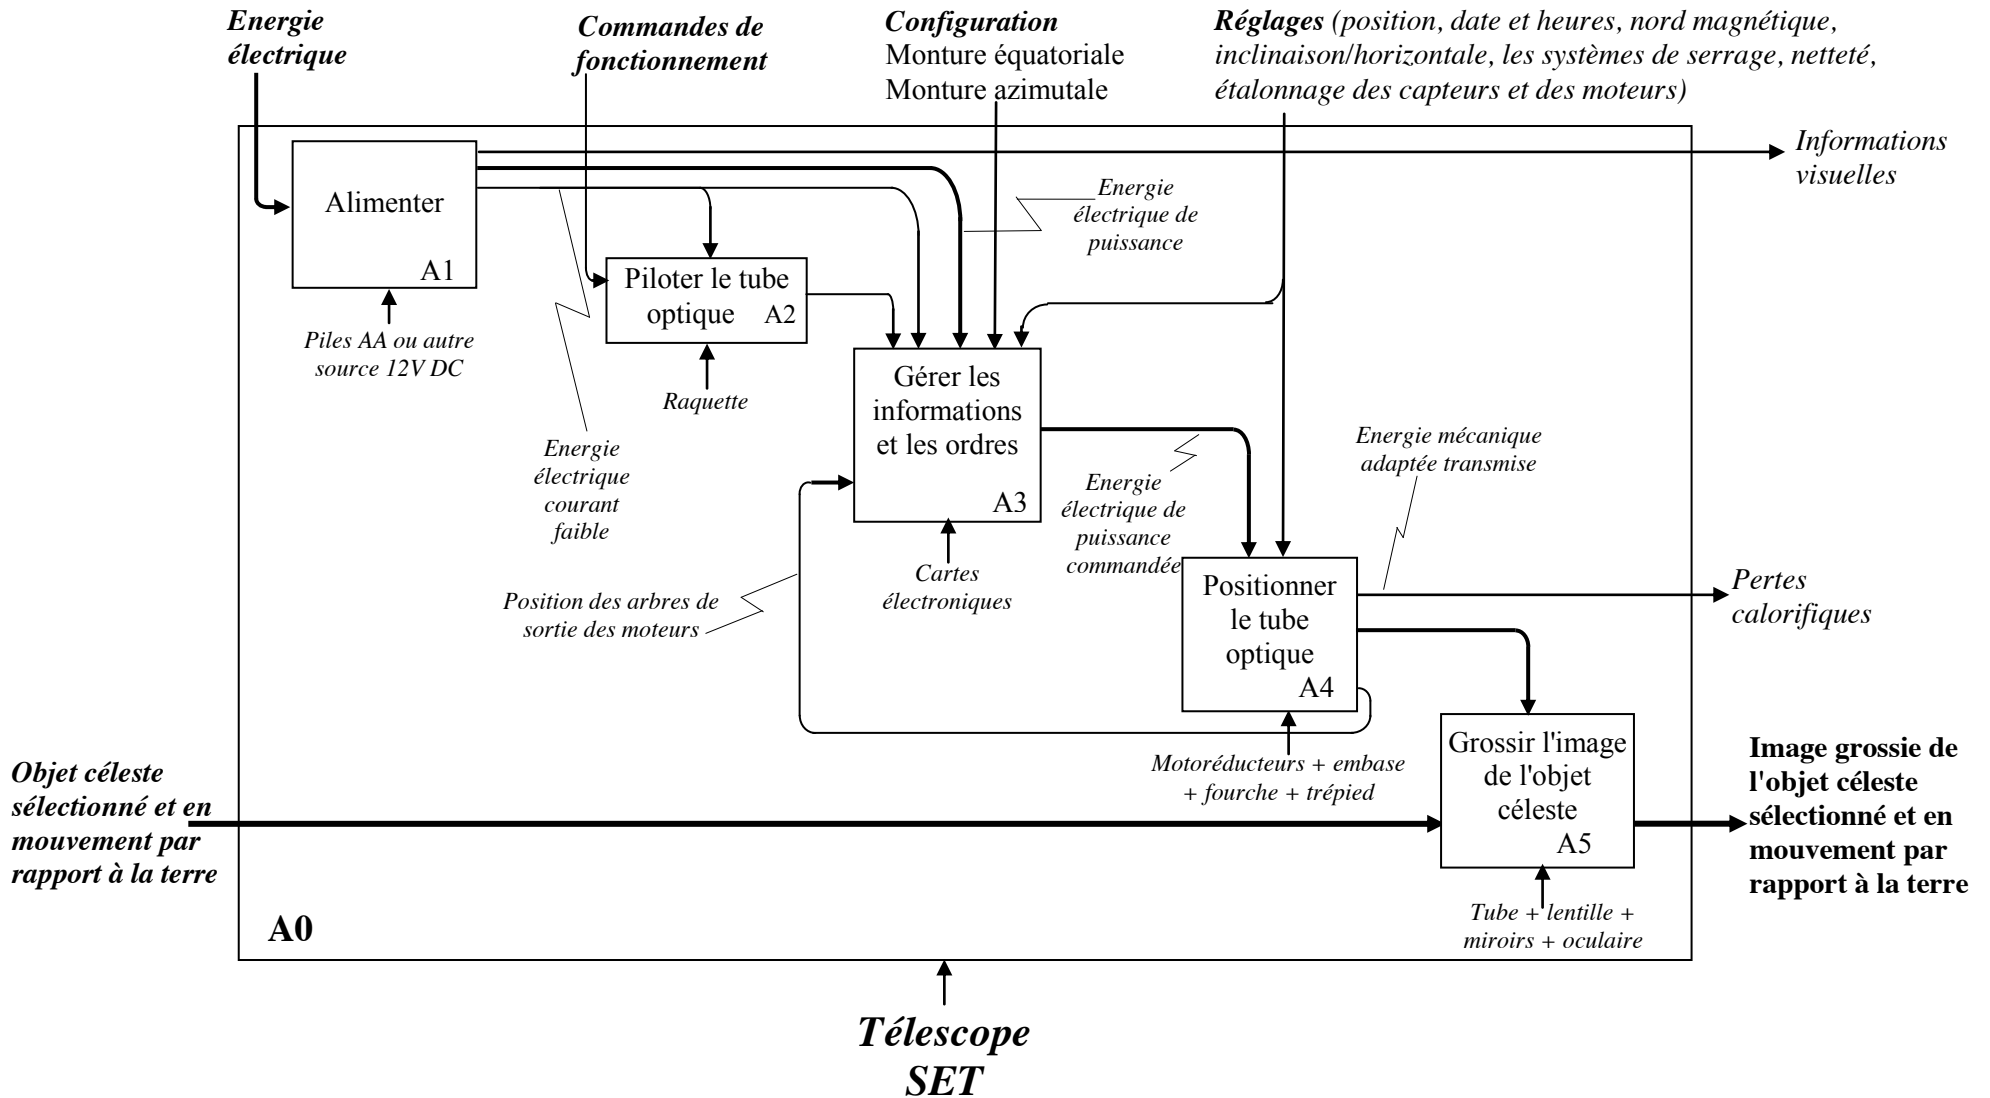 Energie
électrique
Commandes de
fonctionnement
Configuration
Monture équatoriale
Monture azimutale
Réglages (position, date et heures, nord magnétique,
inclinaison/horizontale, les systèmes de serrage, netteté,
étalonnage des capteurs et des moteurs)
Informations
visuelles
Alimenter
A1
Energie
électrique de
puissance
Piles AA ou autre
source 12V DC
Piloter le tube
optique A2
Raquette
Gérer les
informations
et les ordres
A3
Energie
électrique
courant
faible
Energie
électrique de
puissance
commandée
Energie mécanique
adaptée transmise
Cartes
électroniques
Position des arbres de
sortie des moteurs
Positionner
le tube
optique
A4
Pertes
calorifiques
Motoréducteurs + embase
+ fourche + trépied
Objet céleste
sélectionné et en
mouvement par
rapport à la terre
Grossir l'image
de l'objet
céleste
A5
Image grossie de
l'objet céleste
sélectionné et en
mouvement par
rapport à la terre
Tube + lentille +
miroirs + oculaire
A0
Télescope
SET